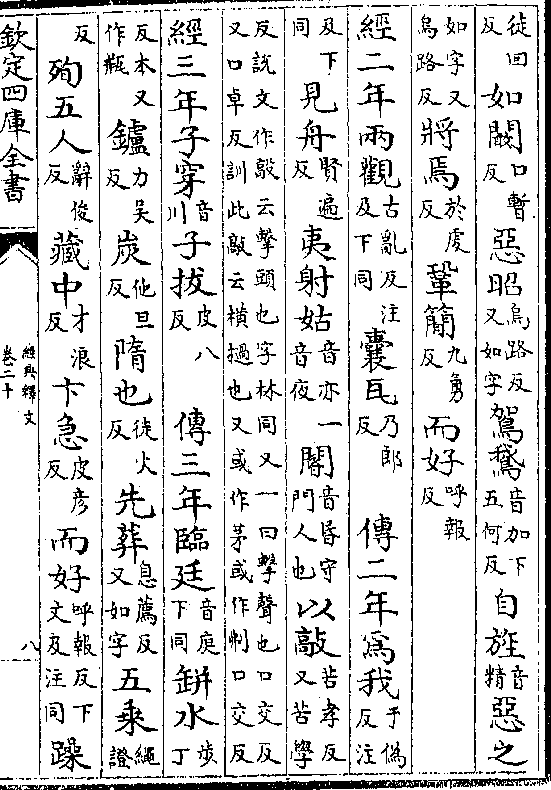 徒回反如闞口暫反惡昭烏路反又如字駕鵞音加下五何反自旌音精惡之
如字又烏路反將焉於虔反鞏簡九勇反而好呼報反
經二年兩觀古亂反注及下同囊瓦乃郎反 傳二年為我于偽反注
及下同見舟賢遍反夷射姑音亦一音夜閽音昏守門人也以敲苦孝反又苦學
反説文作毃云擊頭也字林同又一曰擊聲也口交反又口卓反訓此敲云橫撾也又或作茅或作剌口交反
經三年子穿音川子拔皮八反 傳三年臨廷音庭下同缾水步丁
反本又作瓶鑪力吴反炭他旦反隋也徒火反先葬息薦反又如字五乘繩證
反殉五人辭俊反藏中才浪反卞急皮彦反而好呼報反下文及注同躁
欽定四庫全書
經典釋文
卷二十
八